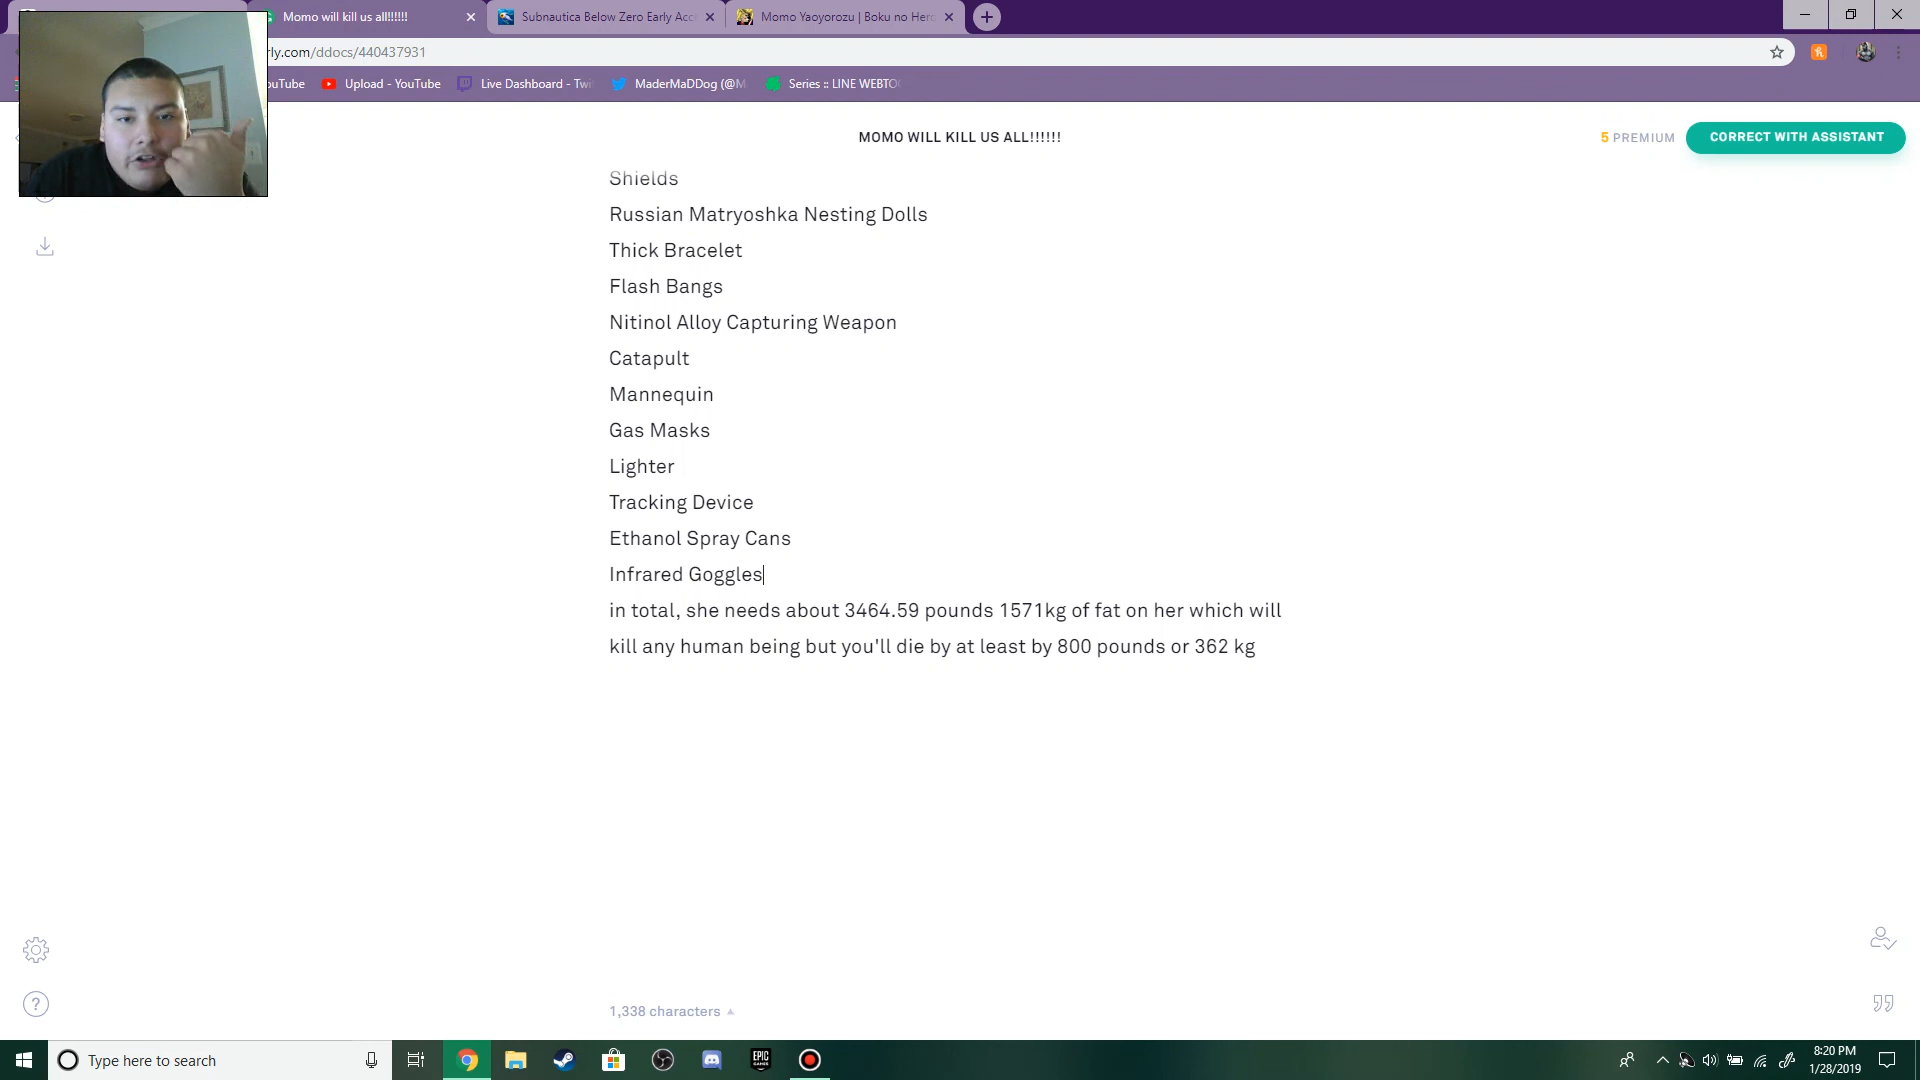 Momo will kill us all!!!!!!
Subnautica Below Zero Early Acc
Momo Yaoyorozu | Boku no Hero
rly.com/ddocs/440437931
ouTube
Upload - YouTube
Live Dashboard - Twi
MaderMaDDog (@M
Series :: LINE WEBTOO
MOMO WILL KILL US ALL!!!!!!
5 PREMIUM
CORRECT WITH ASSISTANT
Shields
Russian Matryoshka Nesting Dolls
Thick Bracelet
Flash Bangs
Nitinol Alloy Capturing Weapon
Catapult
Mannequin
Gas Masks
Lighter
Tracking Device
Ethanol Spray Cans
Infrared Goggles
in total, she needs about 3464.59 pounds 1571kg of fat on her which will
kill any human being but you'll die by at least by 800 pounds or 362 kg
1,338 characters
Type here to search
EPIC GAMES
8:20 PM
1/28/2019